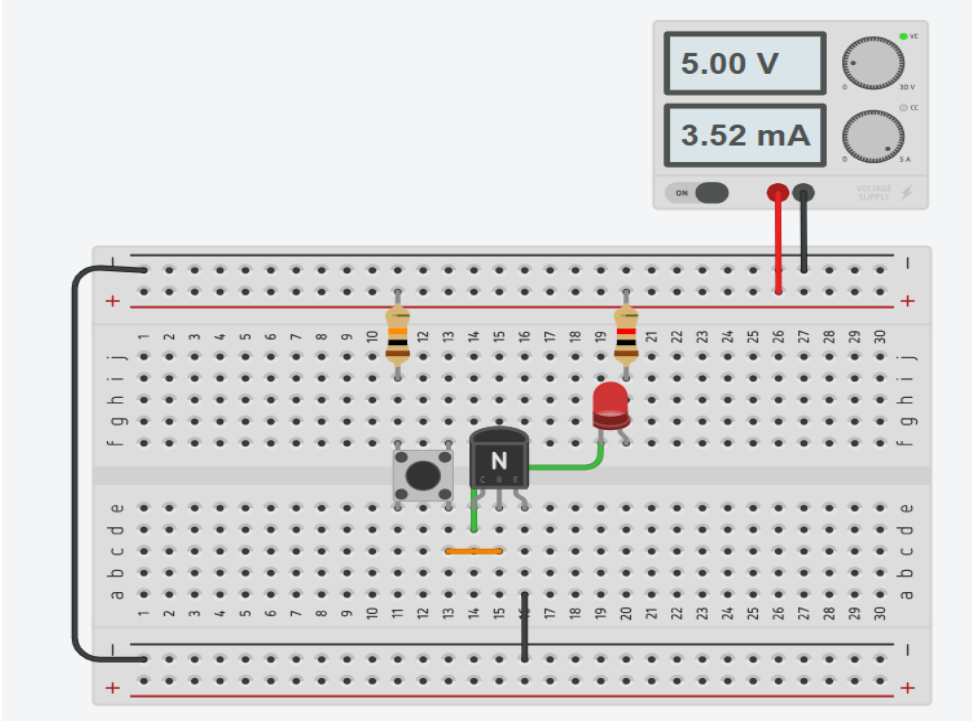 VC
5.00 V
0 30 V
CC
3.52 mA
0 5 A
ON VOLTAGE
SUPPLY
− −
+ +
1 2 3 4 5 6 7 8 9 10 11 12 13 14 15 16 17 18 19 20 21 22 23 24 25 26 27 28 29 30
j j
i i
h h
g g
f f
N
C B E
e e
d d
c c
b b
a a
1 2 3 4 5 6 7 8 9 10 11 12 13 14 15 16 17 18 19 20 21 22 23 24 25 26 27 28 29 30
− −
+ +